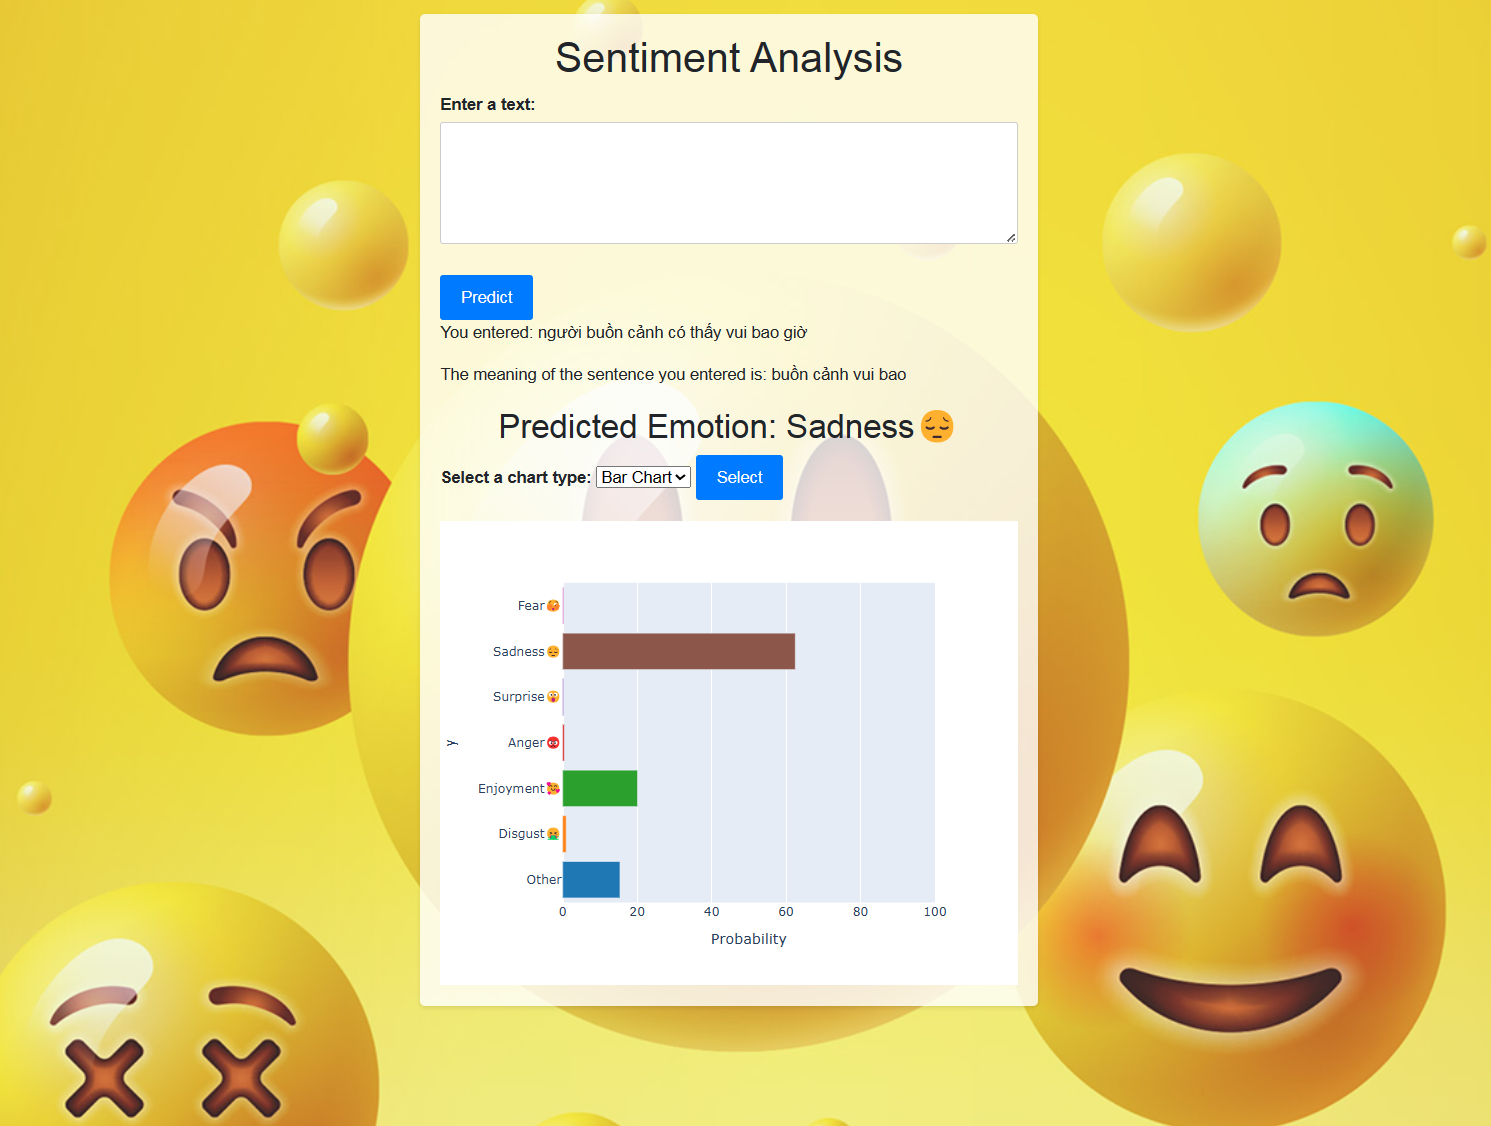 Sentiment Analysis
Enter a text:
Predict
You entered: người buồn cảnh có thấy vui bao giờ
The meaning of the sentence you entered is: buồn cảnh vui bao
Predicted Emotion: Sadness😔
Select a chart type: Bar Chart Select
Fear🫣
Sadness😔
Surprise😲
Anger😡
Enjoyment🥰
Disgust🤮
Other
y
0 20 40 60 80 100
Probability